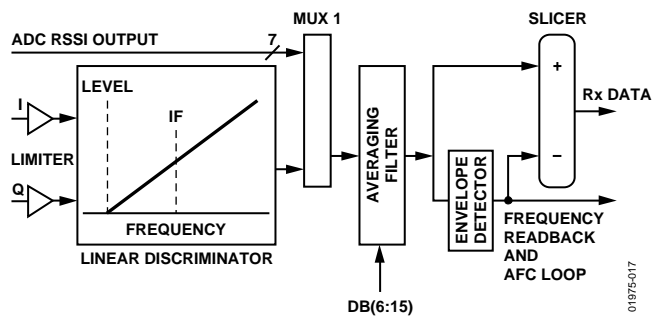 MUX 1
SLICER
ADC RSSI OUTPUT
7
LEVEL
IF
I
LIMITER
Q
FREQUENCY
LINEAR DISCRIMINATOR
AVERAGING
FILTER
DB(6:15)
ENVELOPE
DETECTOR
+
–
Rx DATA
FREQUENCY
READBACK
AND
AFC LOOP
01975-017